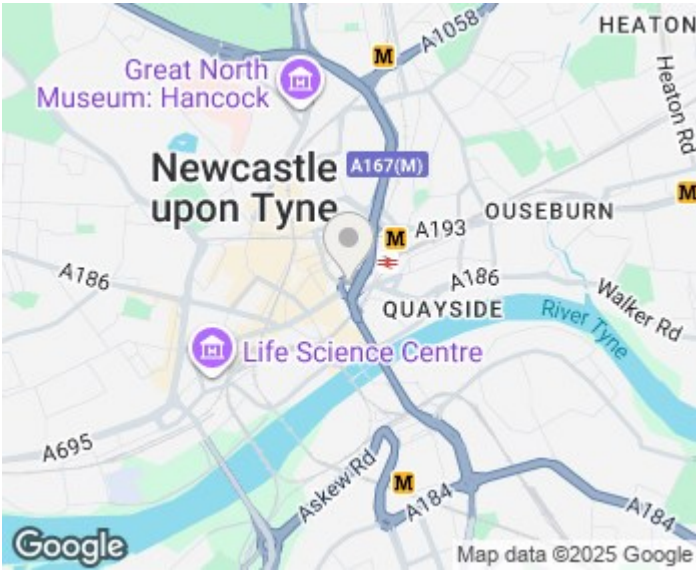 HEATON
A1058
M
Great North
Museum: Hancock
Heaton Rd
Newcastle
upon Tyne
A167(M)
M
OUSEBURN
M
A193
A186
A186
QUAYSIDE
Walker Rd
River Tyne
Life Science Centre
A695
Askew Rd
M
A184
A184
Google
Map data ©2025 Google